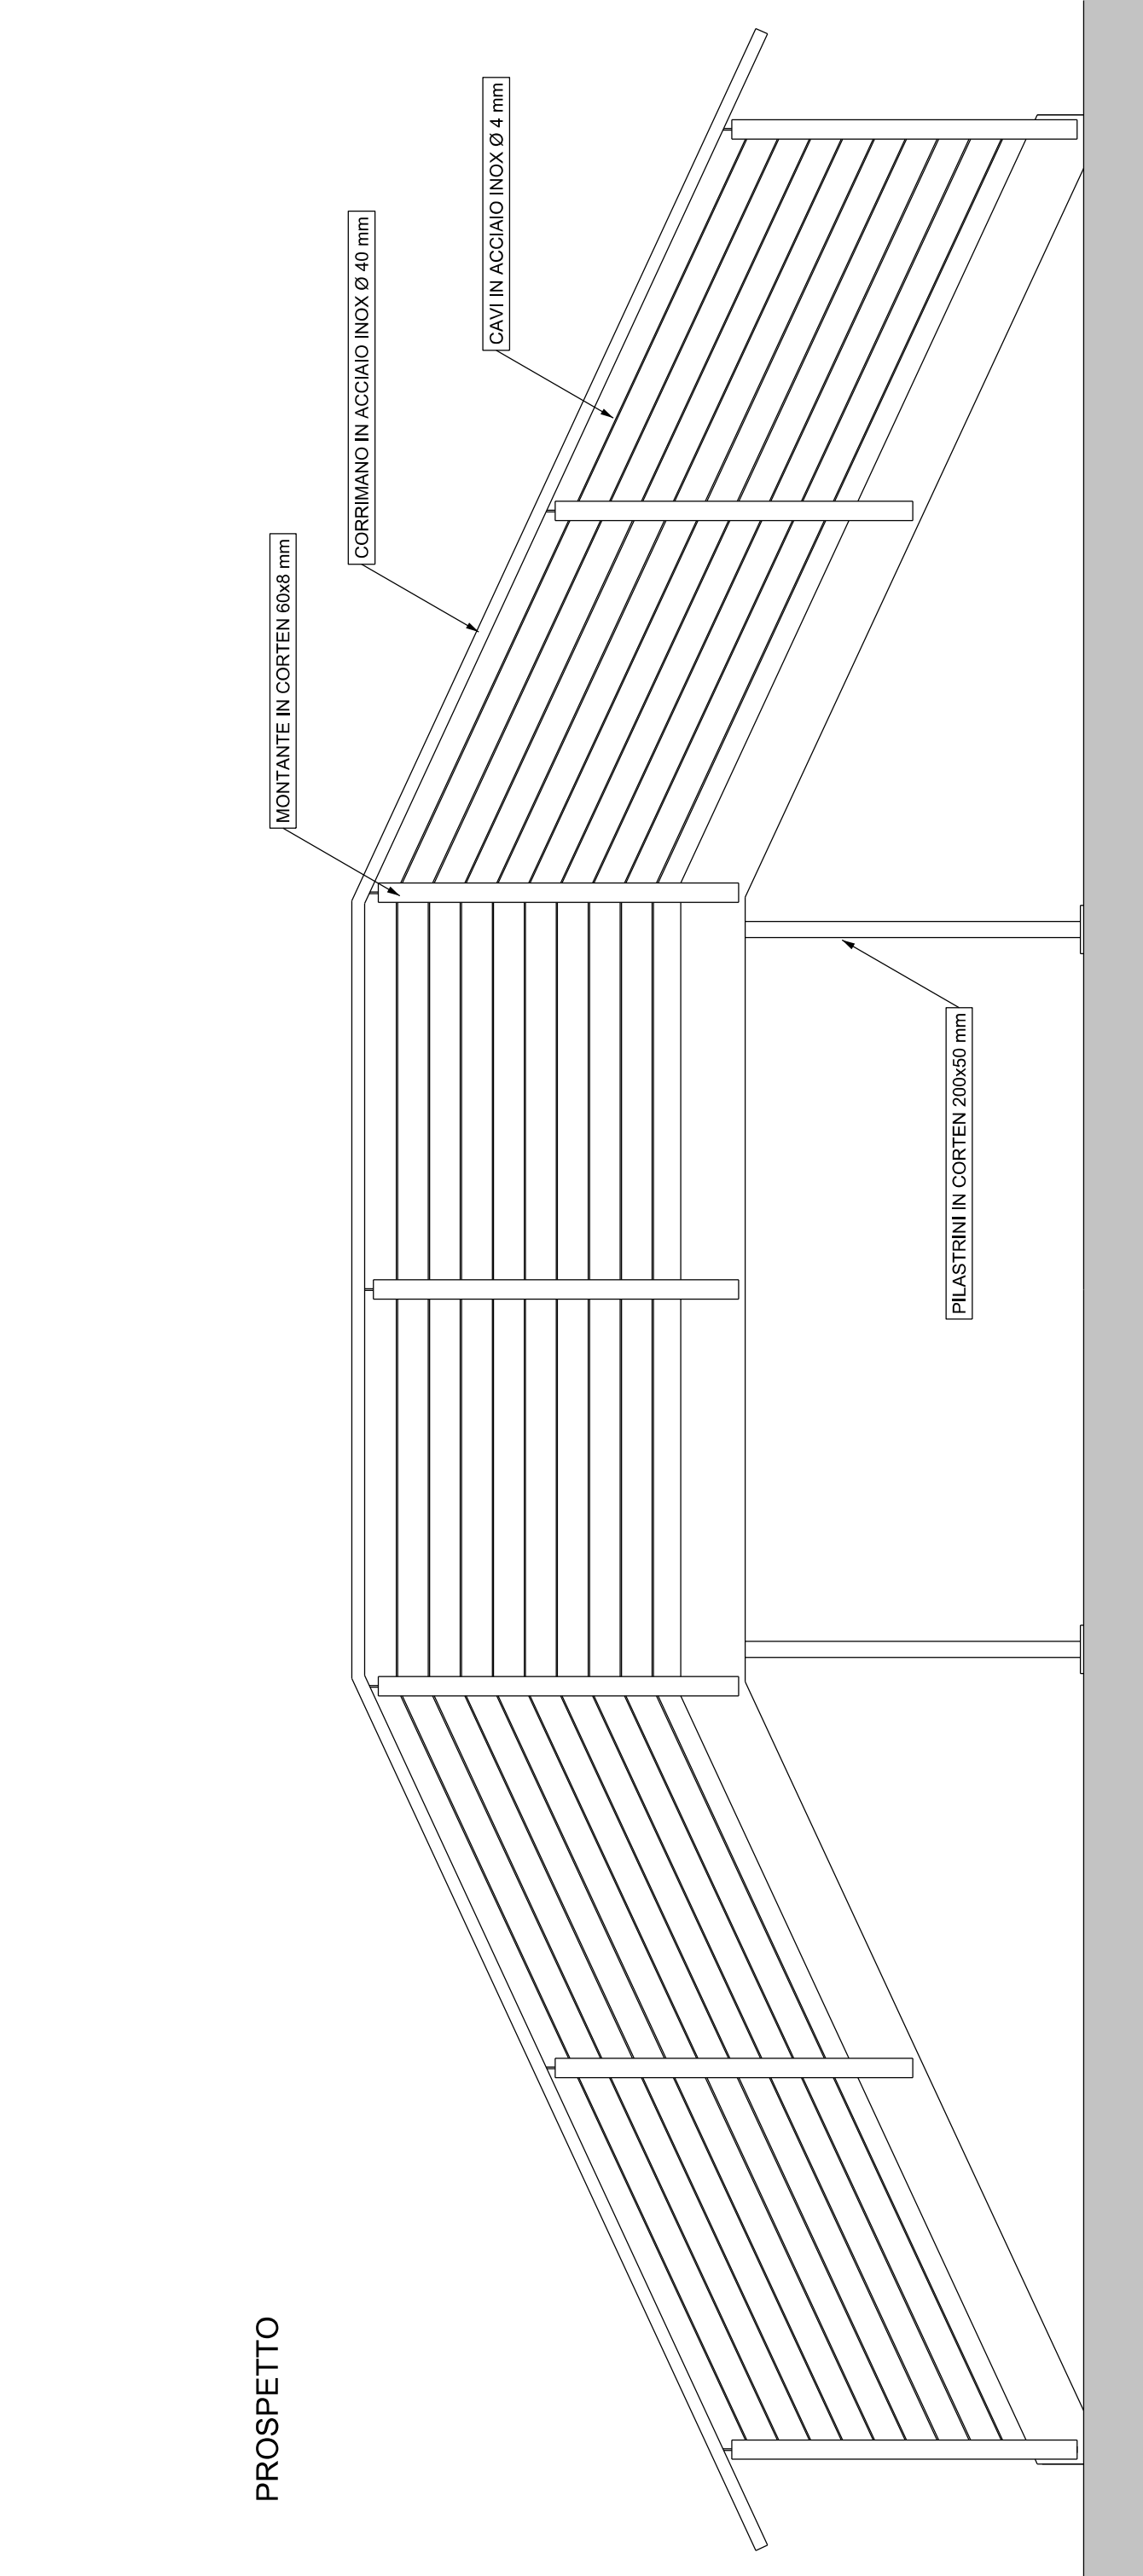 PROSPETTO
MONTANTE IN CORTEN 60x8 mm
CORRIMANO IN ACCIAIO INOX Ø 40 mm
CAVI IN ACCIAIO INOX Ø 4 mm
PILASTRINI IN CORTEN 200x50 mm